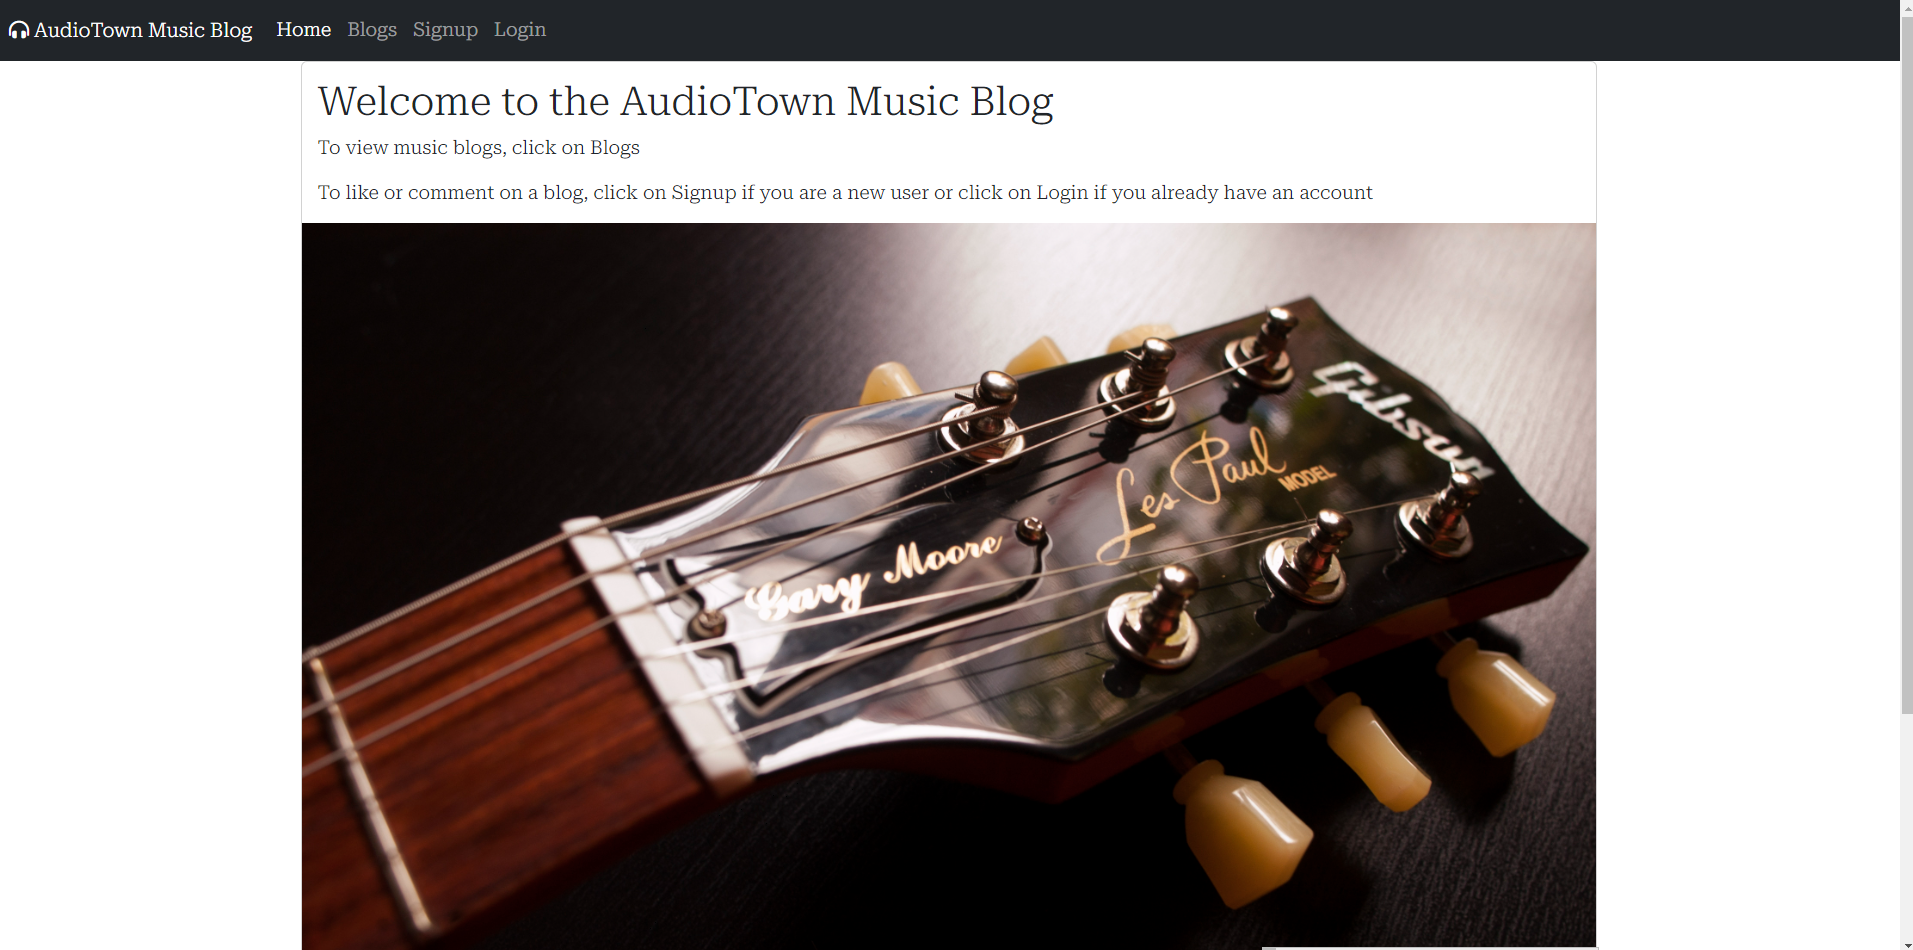 AudioTown Music Blog Home Blogs Signup Login
Welcome to the AudioTown Music Blog
To view music blogs, click on Blogs
To like or comment on a blog, click on Signup if you are a new user or click on Login if you already have an account
Gibson
Les Paul
MODEL
Gary Moore